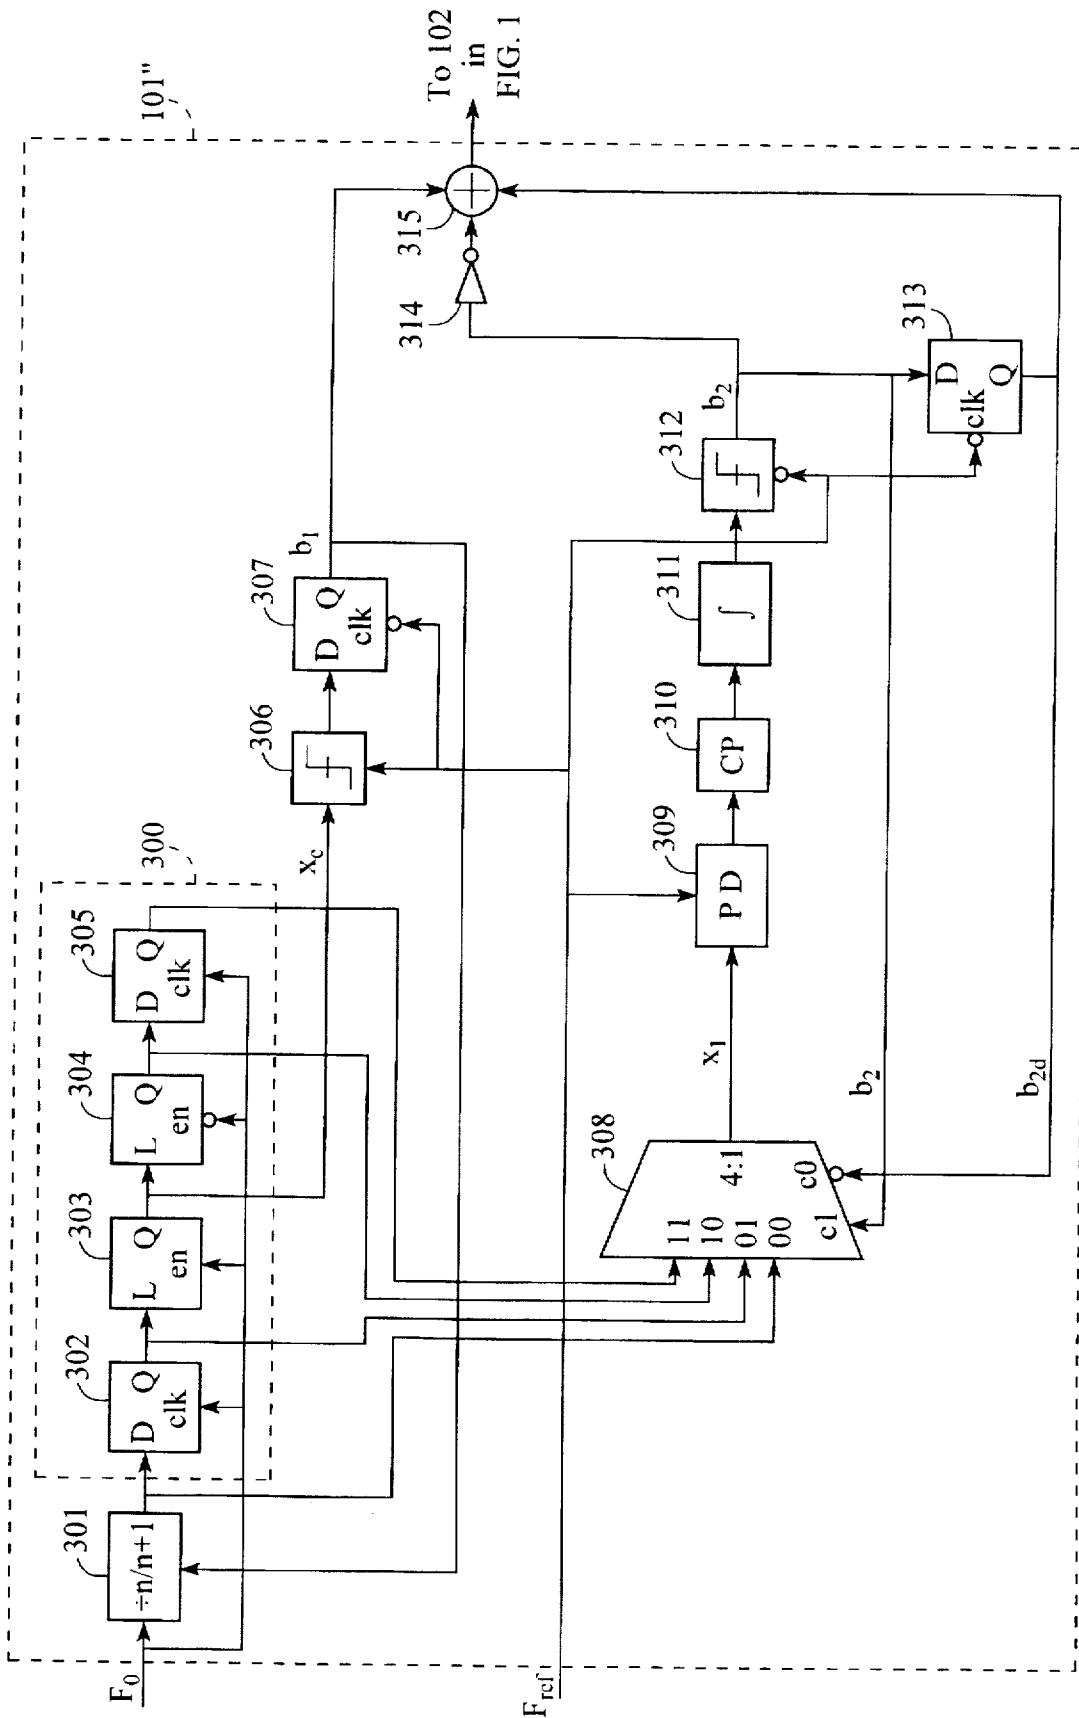 101"
300
301
÷n/n+1
302
D Q
clk
303
L Q
en
304
L Q
en
305
D Q
clk
F0
xc
306
307
D Q
clk
b1
To 102
in
FIG. 1
315
314
Fref
308
11
10
01
00
4:1
c1
c0
x1
309
PD
310
CP
311
∫
312
b2
313
D
clk
Q
b2
b2d